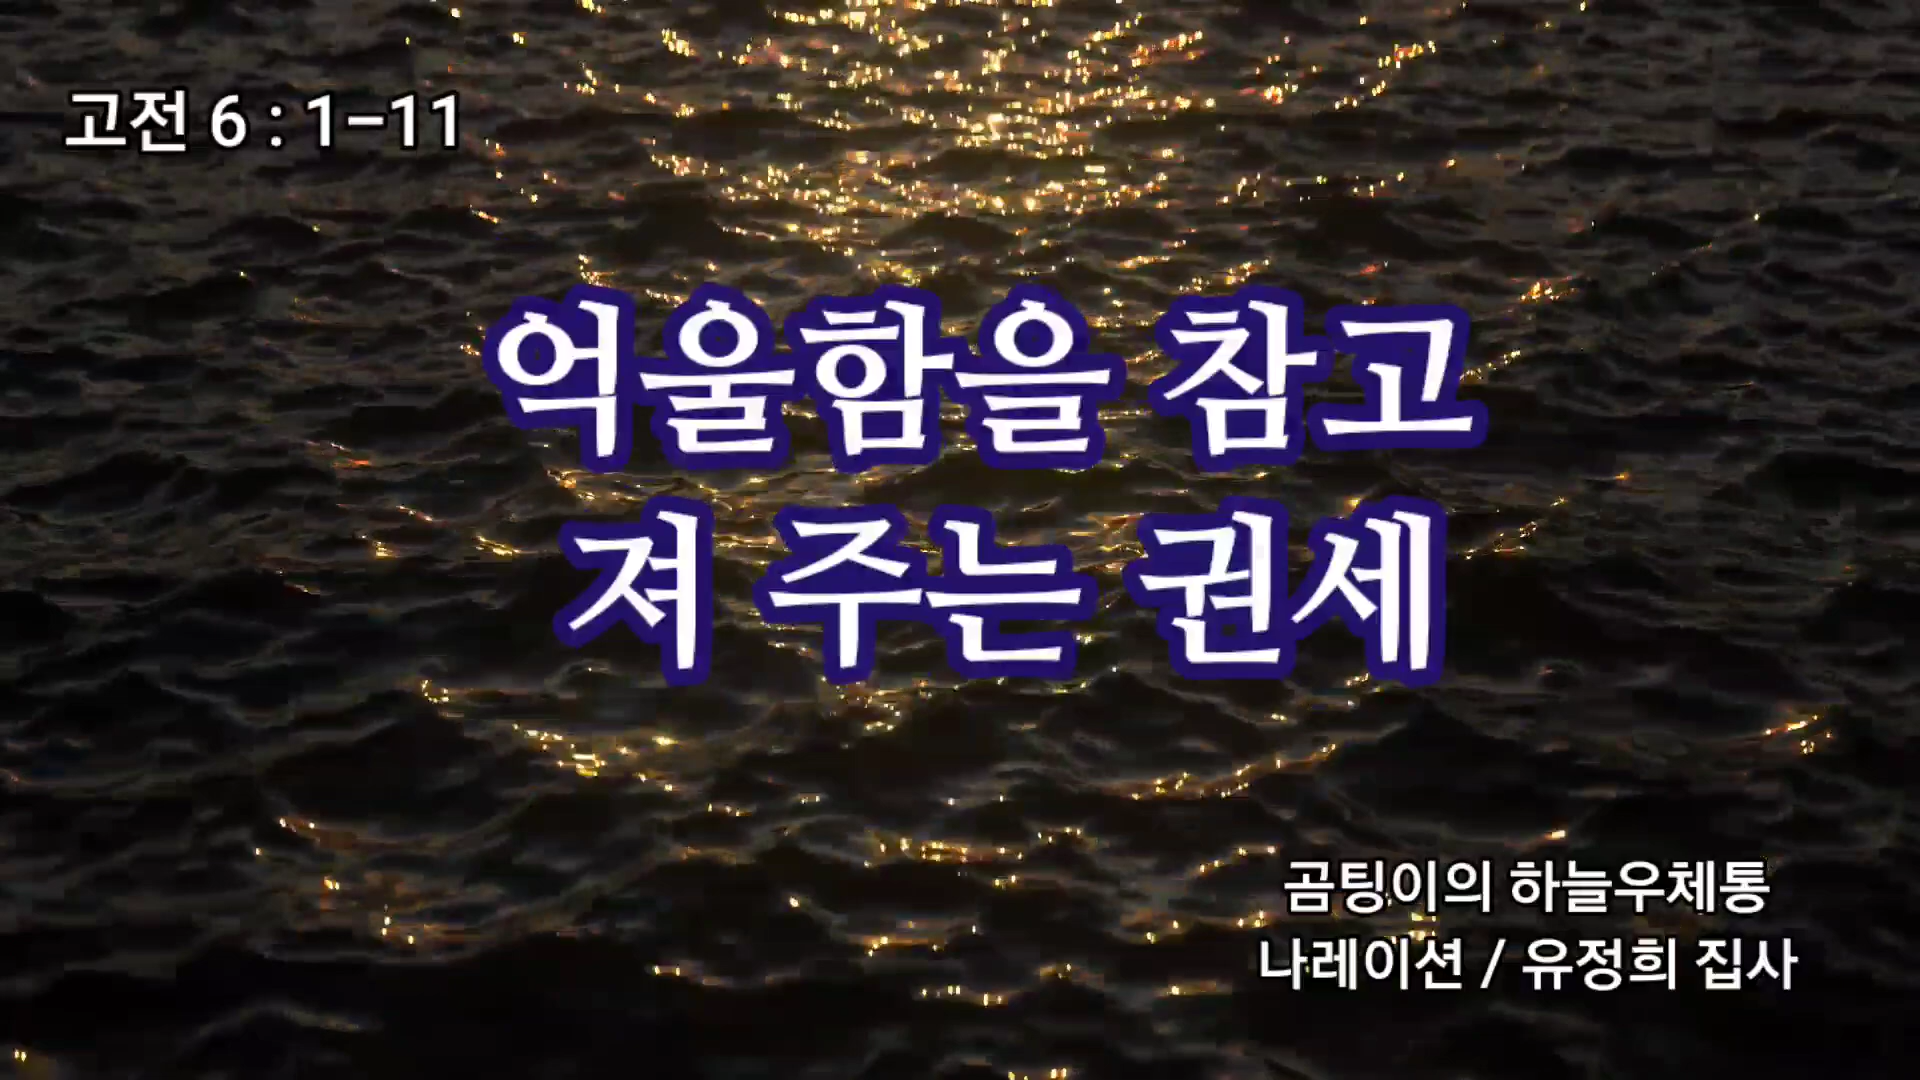 고전 6 : 1-11
억울함을 참고
져 주는 권세
곰팅이의 하늘우체통
나레이션 / 유정희 집사